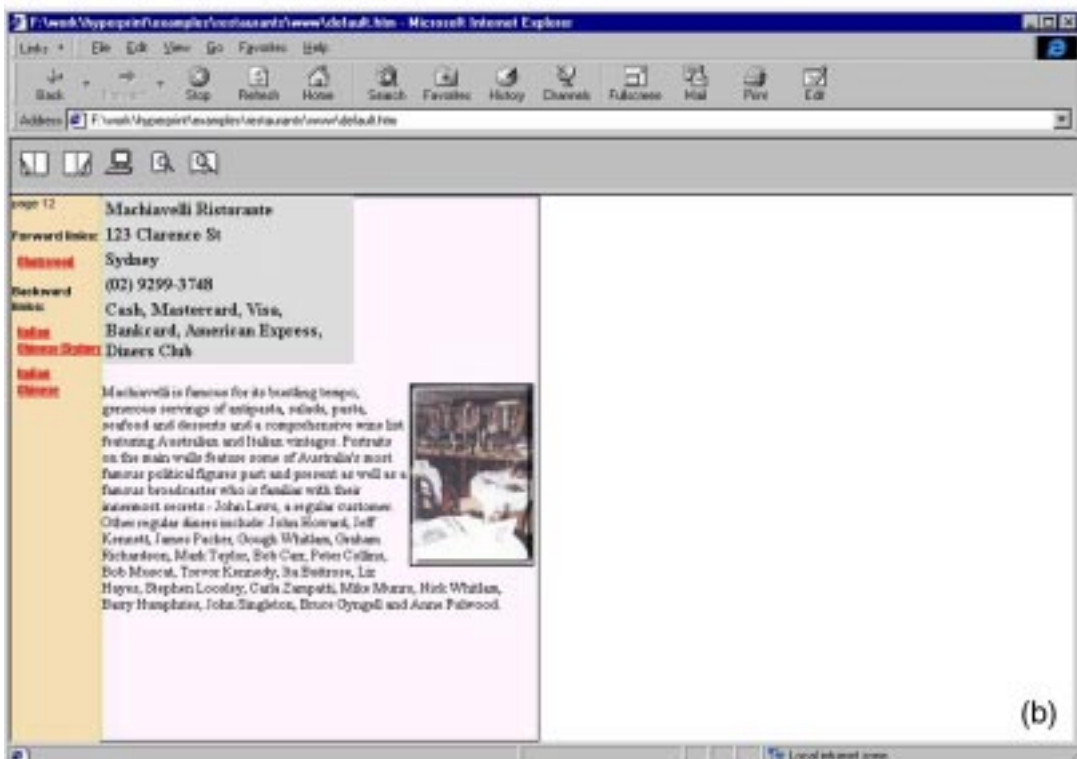 F:\work\hyperprint\examples\restaurants\www\default.htm - Microsoft Internet Explorer
Links File Edit View Go Favorites Help
Back Stop Refresh Home Search Favorites History Channels Fullscreen Mail Print Edit
Address F:\work\hyperprint\examples\restaurants\www\default.htm
page 12
Forward links:
Chatswood
Backward
links:
Italian
Chinese Sydney
Italian
Chinese
Machiavelli Ristorante
123 Clarence St
Sydney
(02) 9299-3748
Cash, Mastercard, Visa,
Bankcard, American Express,
Diners Club
Machiavelli is famous for its bustling tempo,
generous servings of antipasta, salads, pasta,
seafood and desserts and a comprehensive wine list
featuring Australian and Italian vintages. Portraits
on the main walls feature some of Australia's most
famous political figures past and present as well as a
famous broadcaster who is familiar with their
innermost secrets - John Laws, a regular customer.
Other regular diners include: John Howard, Jeff
Kennett, James Packer, Gough Whitlam, Graham
Richardson, Mark Taylor, Bob Carr, Peter Collins,
Bob Muscat, Trevor Kennedy, Ita Buttrose, Liz
Hayes, Stephen Loosley, Carla Zampatti, Mike Munro, Nick Whitlam,
Barry Humphries, John Singleton, Bruce Gyngell and Anne Fulwood.
(b)
Local intranet zone